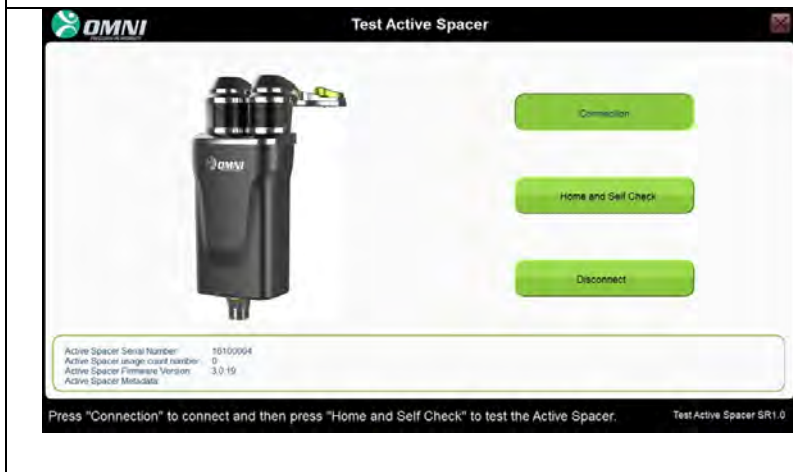 OMNI
Test Active Spacer
OMNI
Connection
Home and Self Check
Disconnect
Active Spacer Serial Number: 16100004
Active Spacer usage count number: 0
Active Spacer Firmware Version: 3.0.19
Active Spacer Metadata:
Press "Connection" to connect and then press "Home and Self Check" to test the Active Spacer.
Test Active Spacer SR1.0